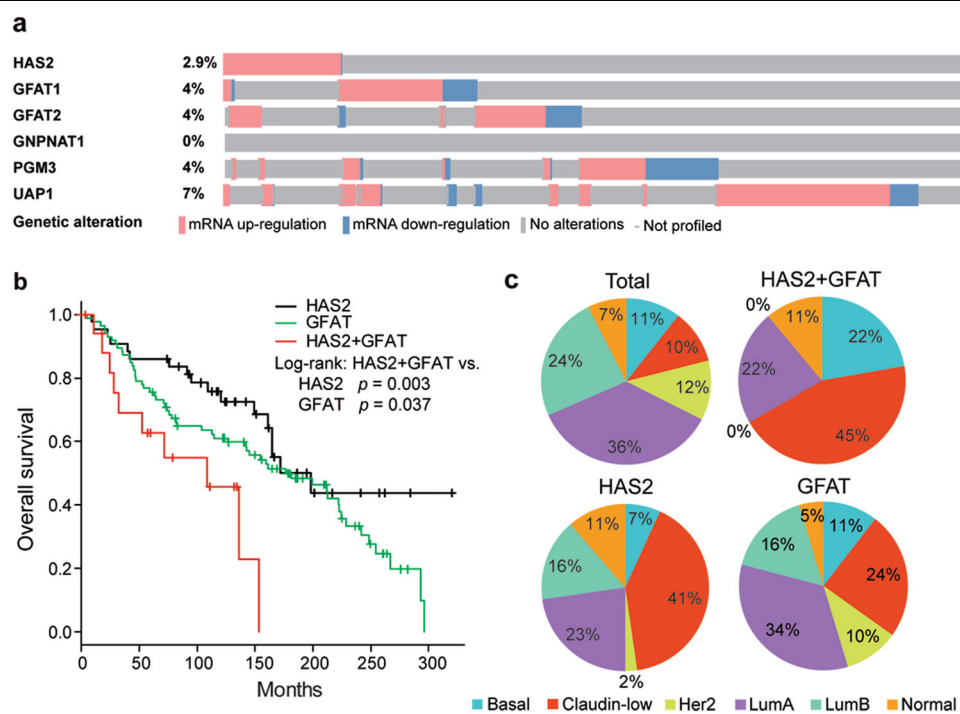 a
HAS2 2.9%
GFAT1 4%
GFAT2 4%
GNPNAT1 0%
PGM3 4%
UAP1 7%
Genetic alteration mRNA up-regulation mRNA down-regulation No alterations - Not profiled
b
Overall survival
1.0
0.8
0.6
0.4
0.2
0.0
0 50 100 150 200 250 300
Months
HAS2
GFAT
HAS2+GFAT
Log-rank: HAS2+GFAT vs.
HAS2 p = 0.003
GFAT p = 0.037
c
Total
7% 11%
10%
24%
12%
36%
HAS2+GFAT
0%
11%
22%
22%
0%
45%
HAS2
11% 7%
16%
41%
23%
2%
GFAT
5% 11%
16%
24%
34%
10%
Basal Claudin-low Her2 LumA LumB Normal